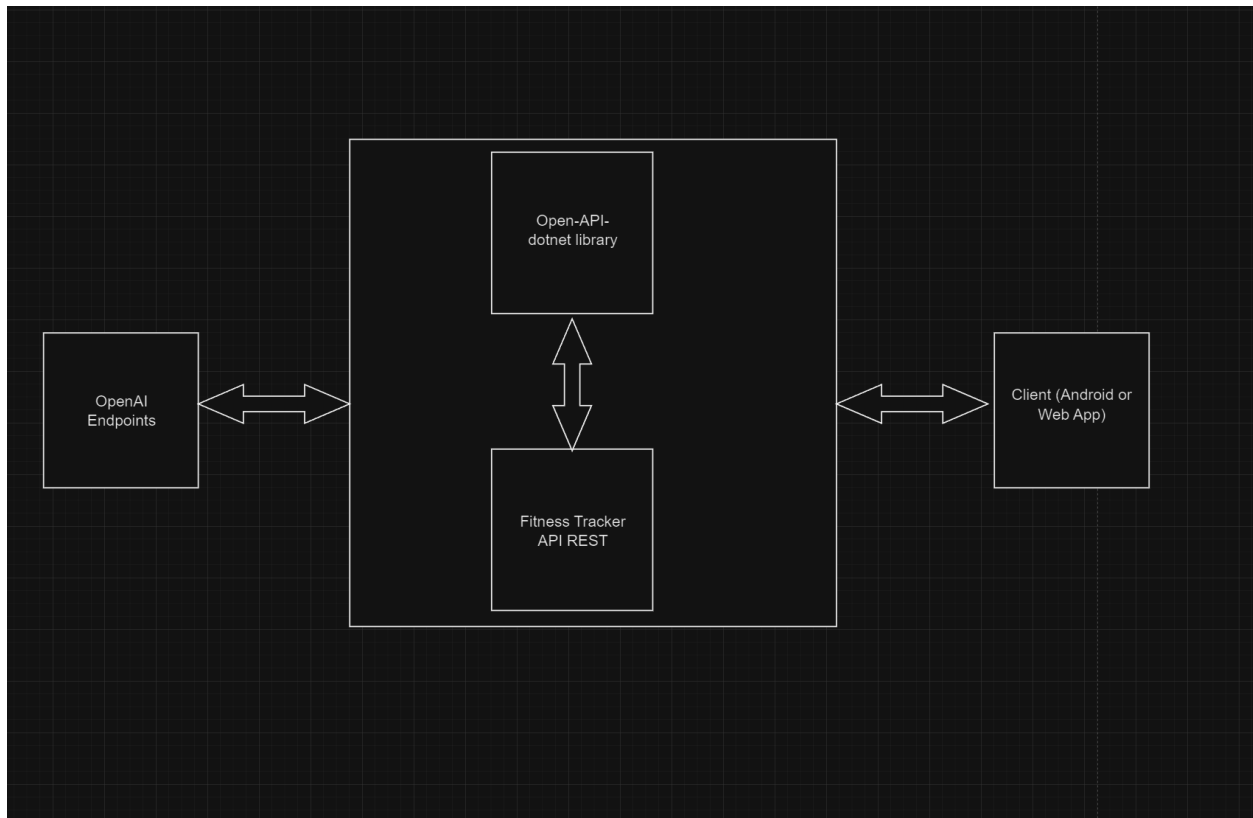 Open-API-
dotnet library
OpenAI
Endpoints
Client (Android or
Web App)
Fitness Tracker
API REST